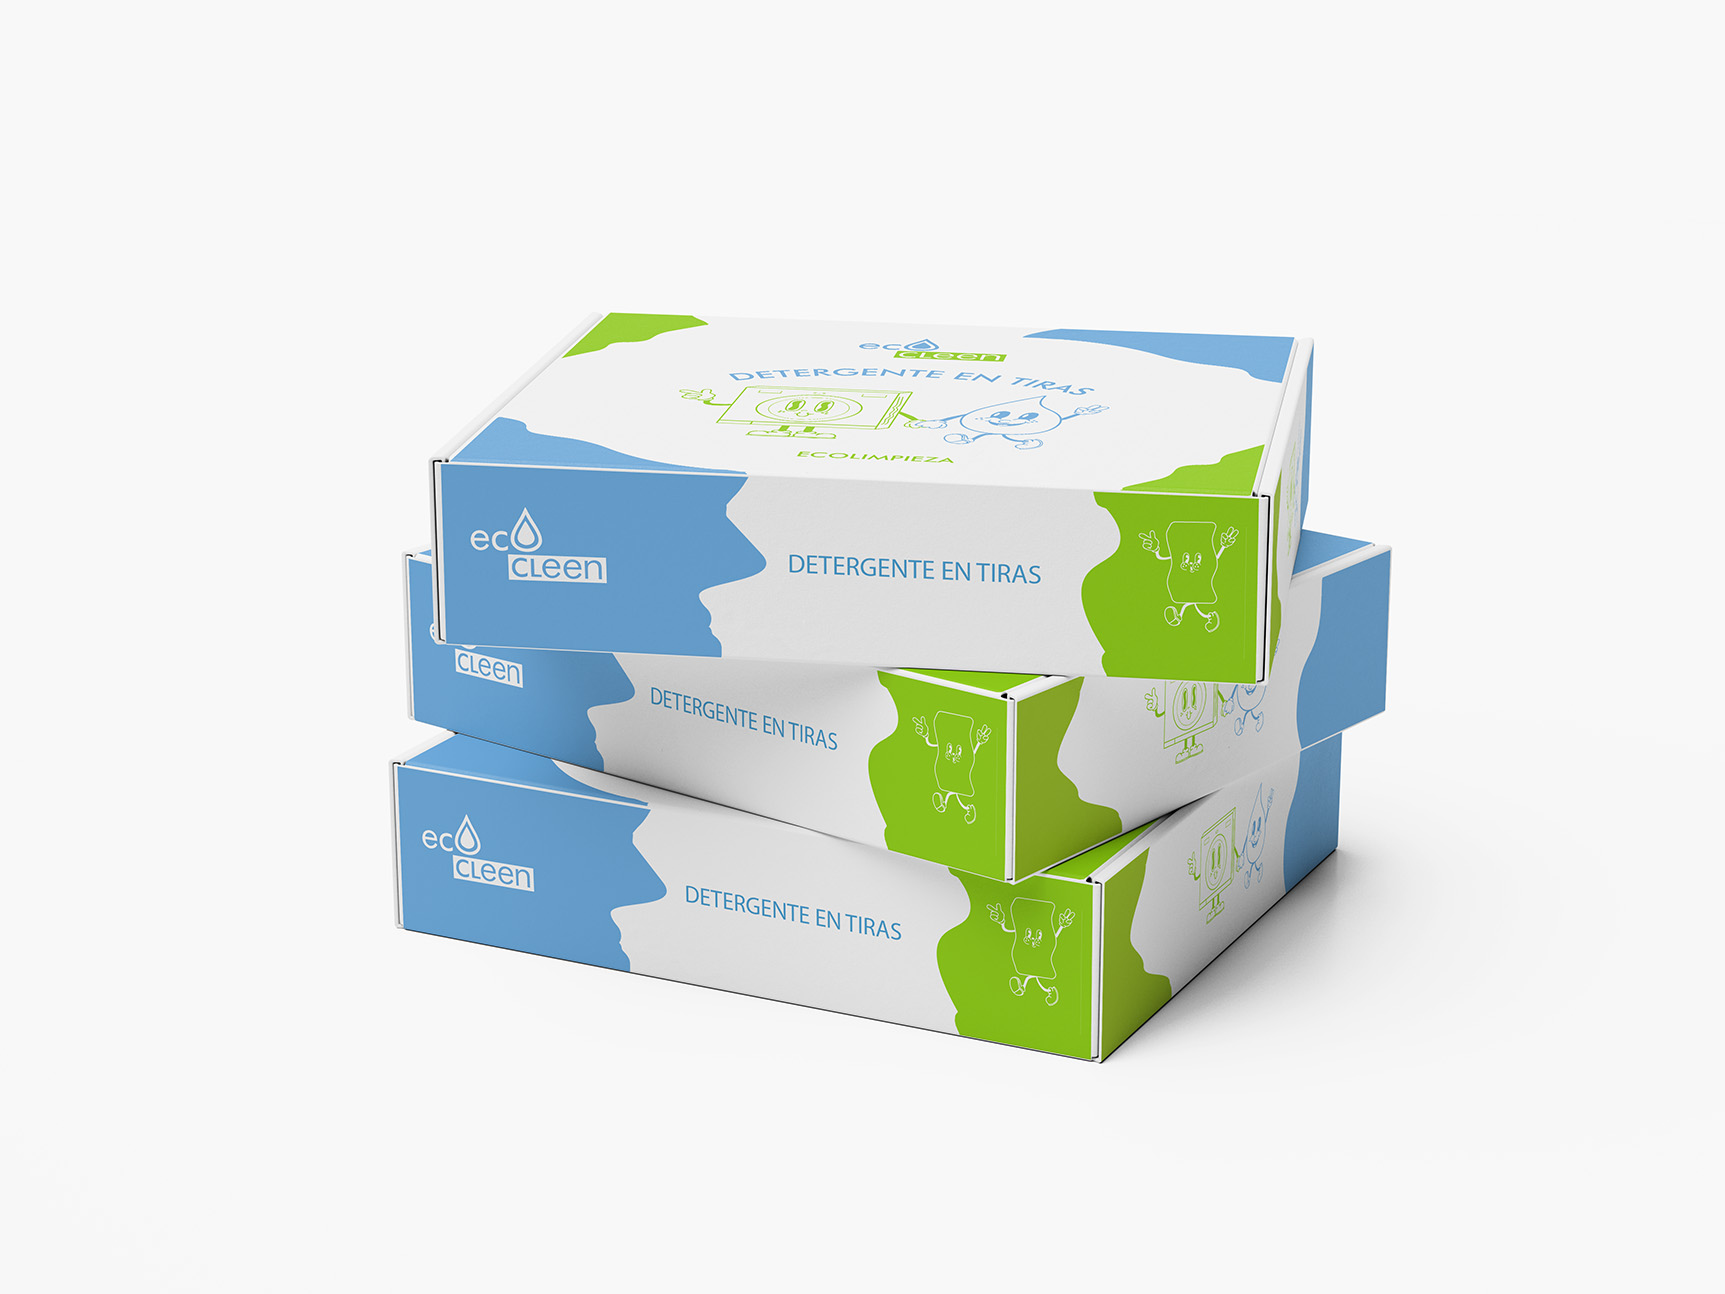 eco
CLeen
DETERGENTE EN TIRAS
ECOLIMPIEZA
eco
CLeen
DETERGENTE EN TIRAS
CLeen
DETERGENTE EN TIRAS
eco
CLeen
DETERGENTE EN TIRAS